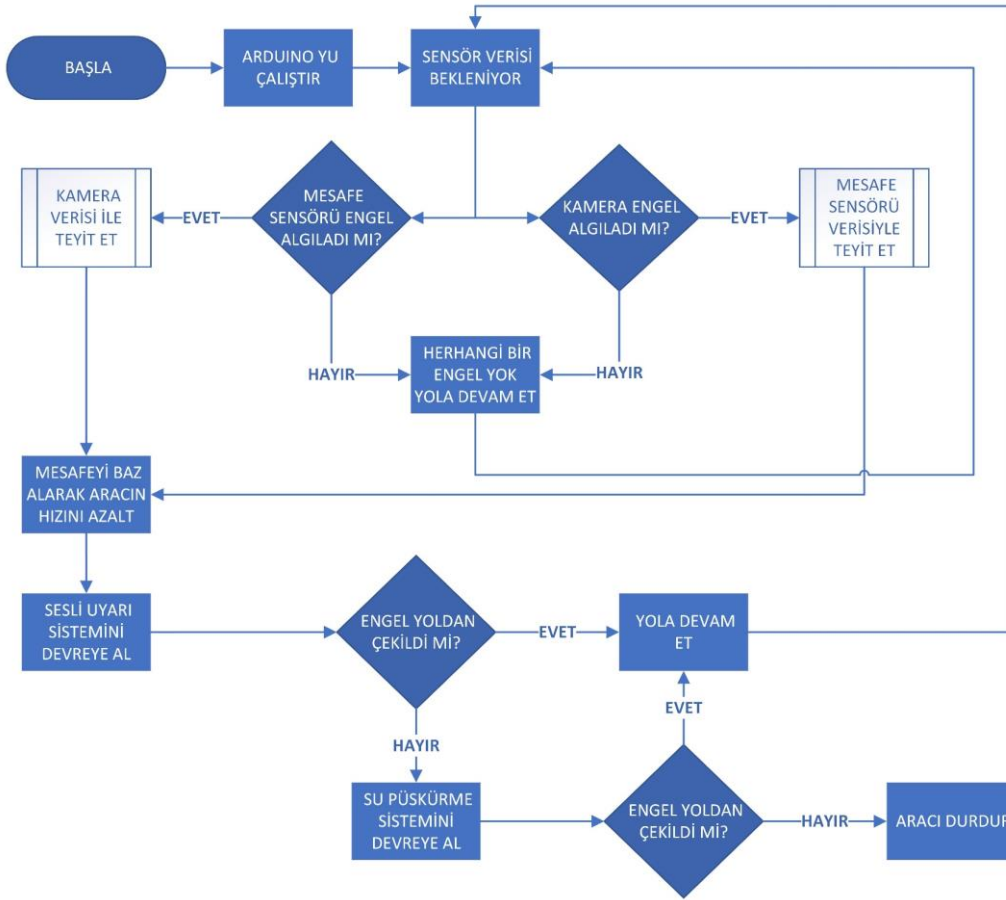 BAŞLA
ARDUINO YU
ÇALIŞTIR
SENSÖR VERİSİ
BEKLENİYOR
KAMERA
VERİSİ İLE
TEYİT ET
EVET
MESAFE
SENSÖRÜ ENGEL
ALGILADI MI?
KAMERA ENGEL
ALGILADI MI?
EVET
MESAFE
SENSÖRÜ
VERİSİYLE
TEYİT ET
HAYIR
HERHANGİ BİR
ENGEL YOK
YOLA DEVAM ET
HAYIR
MESAFEYİ BAZ
ALARAK ARACIN
HIZINI AZALT
SESLİ UYARI
SİSTEMİNİ
DEVREYE AL
ENGEL YOLDAN
ÇEKİLDİ Mİ?
EVET
YOLA DEVAM
ET
HAYIR
EVET
SU PÜSKÜRME
SİSTEMİNİ
DEVREYE AL
ENGEL YOLDAN
ÇEKİLDİ Mİ?
HAYIR
ARACI DURDUR